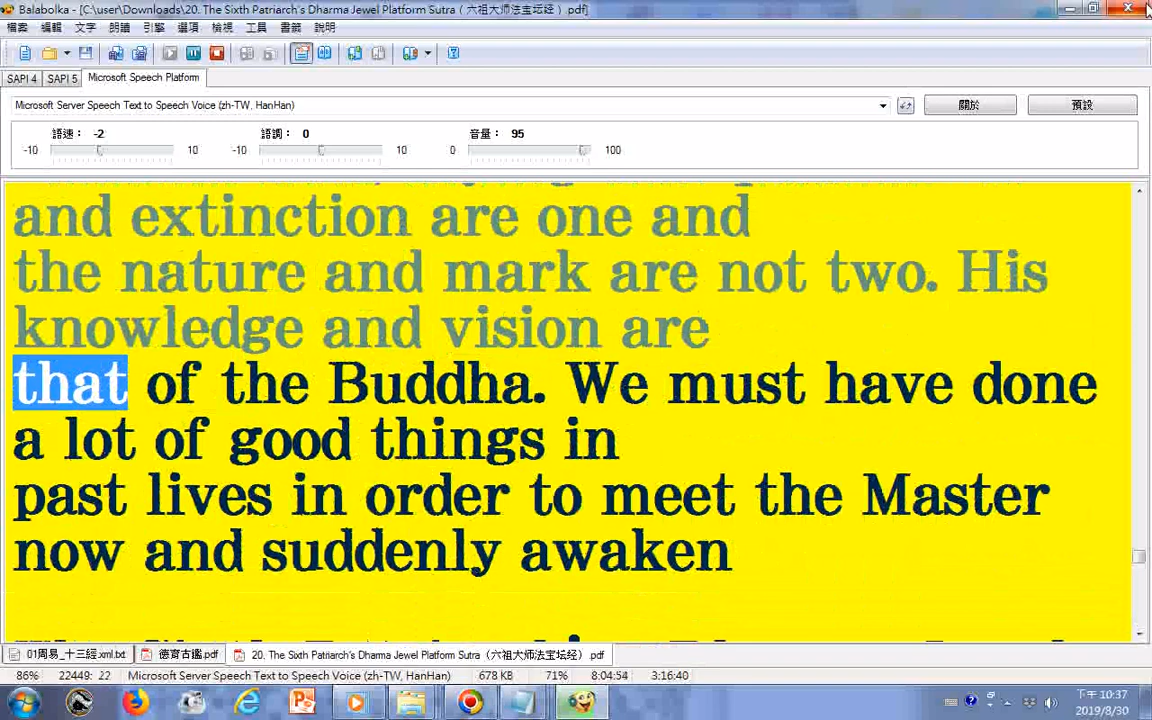 Balabolka - [C:\user\Downloads\20. The Sixth Patriarch's Dharma Jewel Platform Sutra（六祖大师法宝坛经）pdf]
檔案 編輯 文字 朗讀 引擎 選項 檢視 工具 書籤 說明
SAPI 4 SAPI 5 Microsoft Speech Platform
Microsoft Server Speech Text to Speech Voice (zh-TW, HanHan) 關於 預設
語速： -2 語調： 0 音量： 95
-10 10 -10 10 0 100
and extinction are one and
the nature and mark are not two. His
knowledge and vision are
that of the Buddha. We must have done
a lot of good things in
past lives in order to meet the Master
now and suddenly awaken
01周易_十三經.xml.txt 德育古鑑.pdf 20. The Sixth Patriarch's Dharma Jewel Platform Sutra（六祖大师法宝坛经）pdf
86% 22449: 22 Microsoft Server Speech Text to Speech Voice (zh-TW, HanHan) 678 KB 71% 8:04:54 3:16:40
下午 10:37
2019/8/30